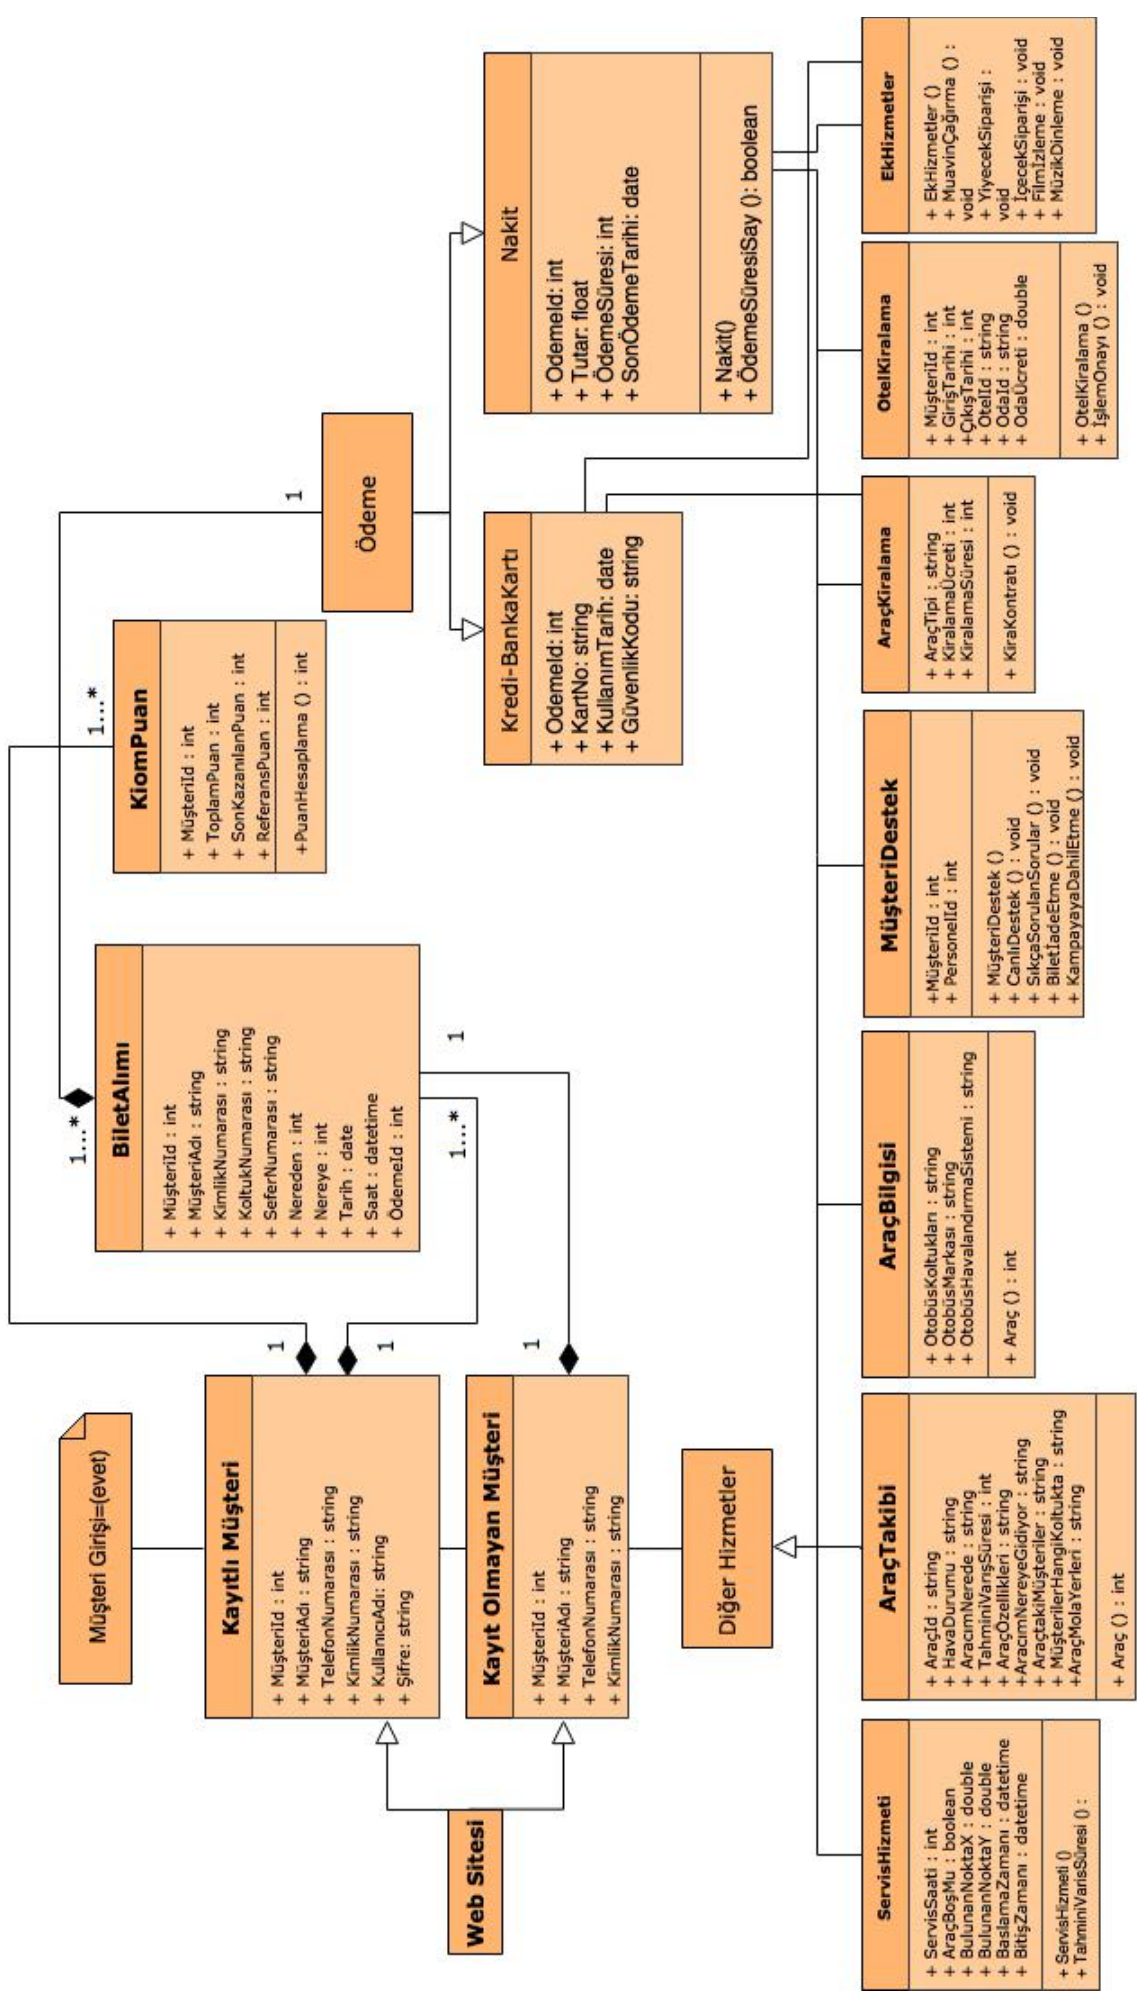 Müşteri Girişi=(evet)
Web Sitesi
Kayıtlı Müşteri
+ MüşteriId : int
+ MüşteriAdı : string
+ TelefonNumarası : string
+ KimlikNumarası : string
+ KullanıcıAdı: string
+ Şifre: string
Kayıt Olmayan Müşteri
+ MüşteriId : int
+ MüşteriAdı : string
+ TelefonNumarası : string
+ KimlikNumarası : string
1
1
1
BiletAlımı
+ MüşteriId : int
+ MüşteriAdı : string
+ KimlikNumarası : string
+ KoltukNumarası : string
+ SeferNumarası : string
+ Nereden : int
+ Nereye : int
+ Tarih : date
+ Saat : datetime
+ ÖdemeId : int
1...*
1...*
1
KiomPuan
+ MüşteriId : int
+ ToplamPuan : int
+ SonKazanılanPuan : int
+ ReferansPuan : int
+PuanHesaplama () : int
1...*
1
Ödeme
Kredi-BankaKartı
+ OdemeId: int
+ KartNo: string
+ KullanımTarih: date
+ GüvenlikKodu: string
Nakit
+ OdemeId: int
+ Tutar: float
+ ÖdemeSüresi: int
+ SonÖdemeTarihi: date
+ Nakit()
+ ÖdemeSüresiSay (): boolean
Diğer Hizmetler
ServisHizmeti
+ ServisSaati : int
+ AraçBoşMu : boolean
+ BulunanNoktaX : double
+ BulunanNoktaY : double
+ BaslamaZamanı : datetime
+ BitişZamanı : datetime
+ ServisHizmeti ()
+ TahminiVarisSüresi () :
AraçTakibi
+ AraçId : string
+ HavaDurumu : string
+ AracımNerede : string
+ TahminiVarışSüresi : int
+ AraçOzellikleri : string
+AracımNereyeGidiyor : string
+ AraçtakiMüşteriler : string
+ MüşterilerHangiKoltukta : string
+AraçMolaYerleri : string
+ Araç () : int
AraçBilgisi
+ OtobüsKoltukları : string
+ OtobüsMarkası : string
+ OtobüsHavalandırmaSistemi : string
+ Araç () : int
MüşteriDestek
+MüşteriId : int
+ PersonelId : int
+ MüşteriDestek ()
+ CanlıDestek () : void
+ SıkçaSorulanSorular () : void
+ BiletİadeEtme () : void
+ KampayayaDahilEtme () : void
AraçKiralama
+ AraçTipi : string
+ KiralamaÜcreti : int
+ KiralamaSüresi : int
+ KiraKontratı () : void
OtelKiralama
+ MüşteriId : int
+ GirişTarihi : int
+ÇıkışTarihi : int
+ OtelId : string
+ OdaId : string
+ OdaÜcreti : double
+ OtelKiralama ()
+ İşlemOnayı () : void
EkHizmetler
+ EkHizmetler ()
+ MuavinÇağırma () :
void
+ YiyecekSiparişi :
void
+ İçecekSiparişi : void
+ Filmİzleme : void
+ MüzikDinleme : void